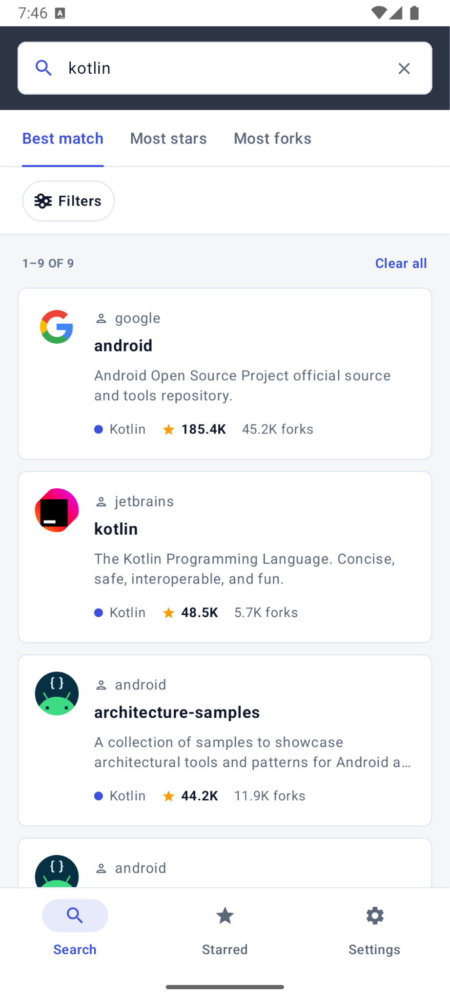 7:46
kotlin
Best match Most stars Most forks
Filters
1–9 OF 9 Clear all
google
android
Android Open Source Project official source
and tools repository.
Kotlin 185.4K 45.2K forks
jetbrains
kotlin
The Kotlin Programming Language. Concise,
safe, interoperable, and fun.
Kotlin 48.5K 5.7K forks
{ } android
architecture-samples
A collection of samples to showcase
architectural tools and patterns for Android a…
Kotlin 44.2K 11.9K forks
{ } android
Search Starred Settings